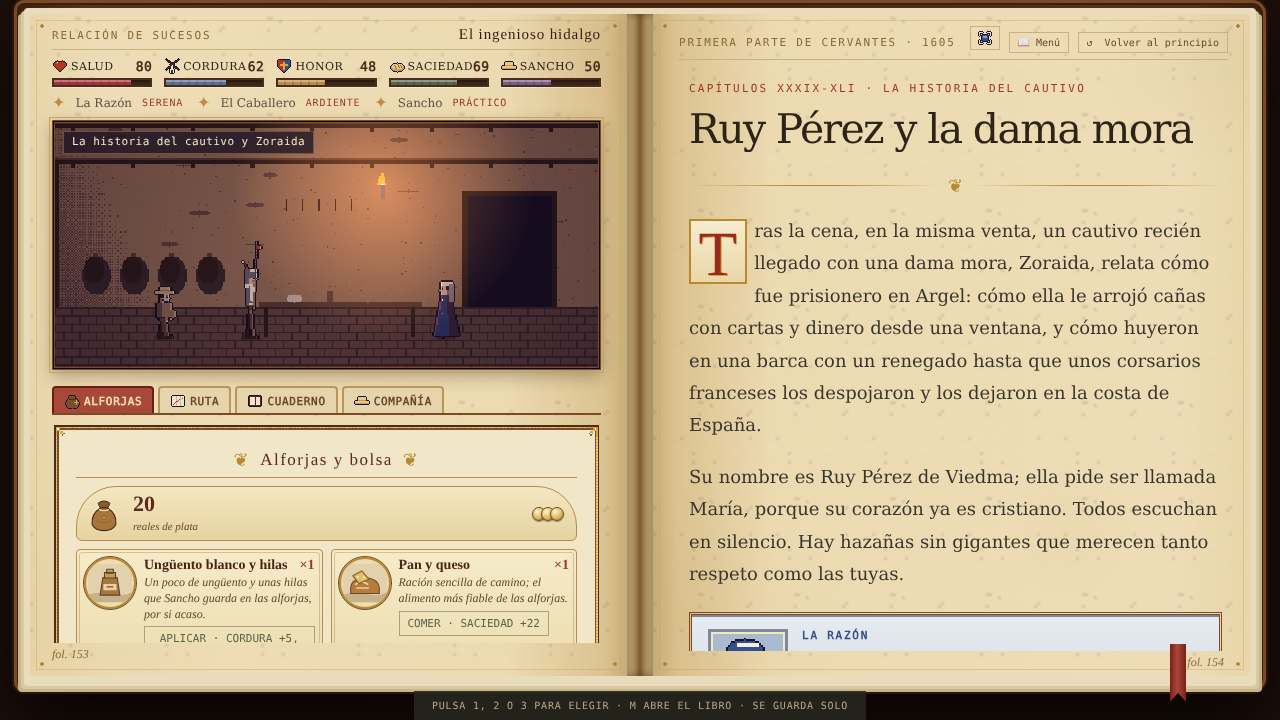 RELACIÓN DE SUCESOS
El ingenioso hidalgo
SALUD 80
CORDURA 62
HONOR 48
SACIEDAD 69
SANCHO 50
La Razón SERENA
El Caballero ARDIENTE
Sancho PRÁCTICO
La historia del cautivo y Zoraida
ALFORJAS
RUTA
CUADERNO
COMPAÑÍA
Alforjas y bolsa
20
reales de plata
Ungüento blanco y hilas ×1
Un poco de ungüento y unas hilas
que Sancho guarda en las alforjas,
por si acaso.
APLICAR · CORDURA +5,
Pan y queso ×1
Ración sencilla de camino; el
alimento más fiable de las alforjas.
COMER · SACIEDAD +22
fol. 153
PRIMERA PARTE DE CERVANTES · 1605
Menú
↺ Volver al principio
CAPÍTULOS XXXIX-XLI · LA HISTORIA DEL CAUTIVO
Ruy Pérez y la dama mora
Tras la cena, en la misma venta, un cautivo recién
llegado con una dama mora, Zoraida, relata cómo
fue prisionero en Argel: cómo ella le arrojó cañas
con cartas y dinero desde una ventana, y cómo huyeron
en una barca con un renegado hasta que unos corsarios
franceses los despojaron y los dejaron en la costa de
España.
Su nombre es Ruy Pérez de Viedma; ella pide ser llamada
María, porque su corazón ya es cristiano. Todos escuchan
en silencio. Hay hazañas sin gigantes que merecen tanto
respeto como las tuyas.
LA RAZÓN
fol. 154
PULSA 1, 2 O 3 PARA ELEGIR · M ABRE EL LIBRO · SE GUARDA SOLO